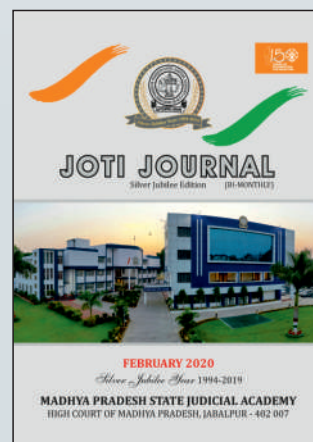 JOTI JOURNAL
Silver Jubilee Edition (BI-MONTHLY)
FEBRUARY 2020
Silver Jubilee Year 1994-2019
MADHYA PRADESH STATE JUDICIAL ACADEMY
HIGH COURT OF MADHYA PRADESH, JABALPUR - 482 007